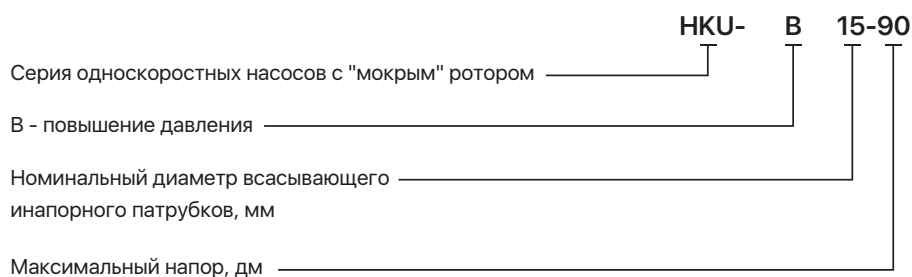 HKU- B 15-90
Серия односкоростных насосов с "мокрым" ротором
B - повышение давления
Номинальный диаметр всасывающего
инапорного патрубков, мм
Максимальный напор, дм